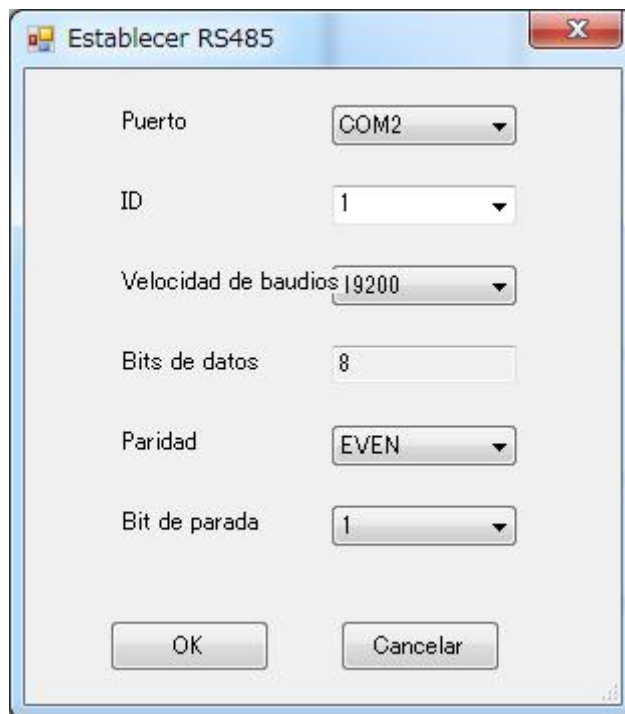 Establecer RS485
Puerto COM2
ID 1
Velocidad de baudios 19200
Bits de datos 8
Paridad EVEN
Bit de parada 1
OK Cancelar